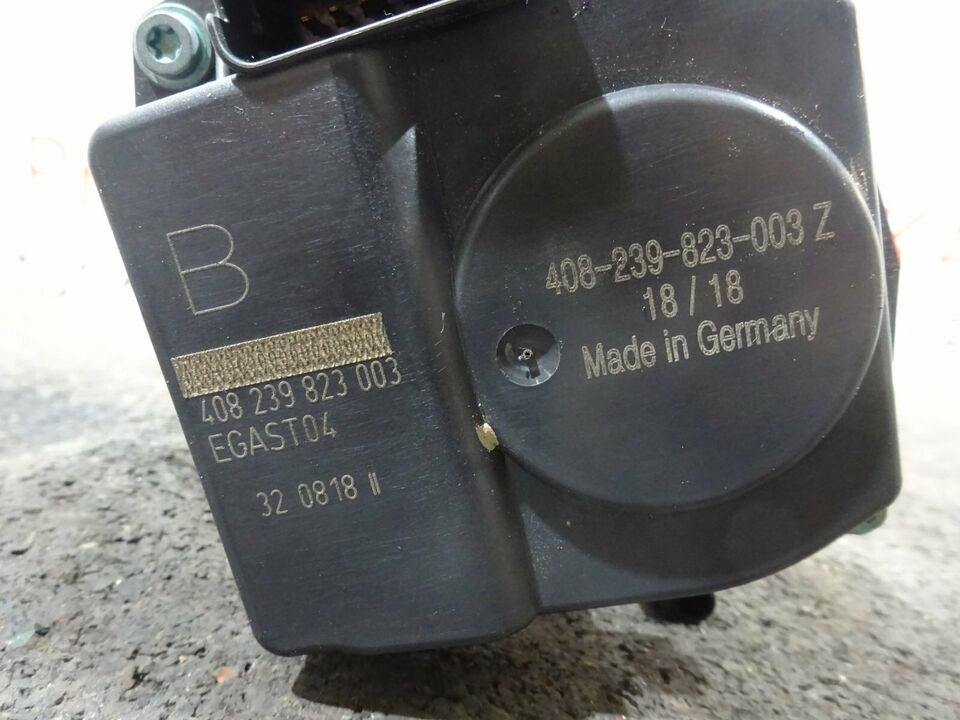 B
408 239 823 003
EGAST04
32 0818 II
408-239-823-003 Z
18 / 18
Made in Germany